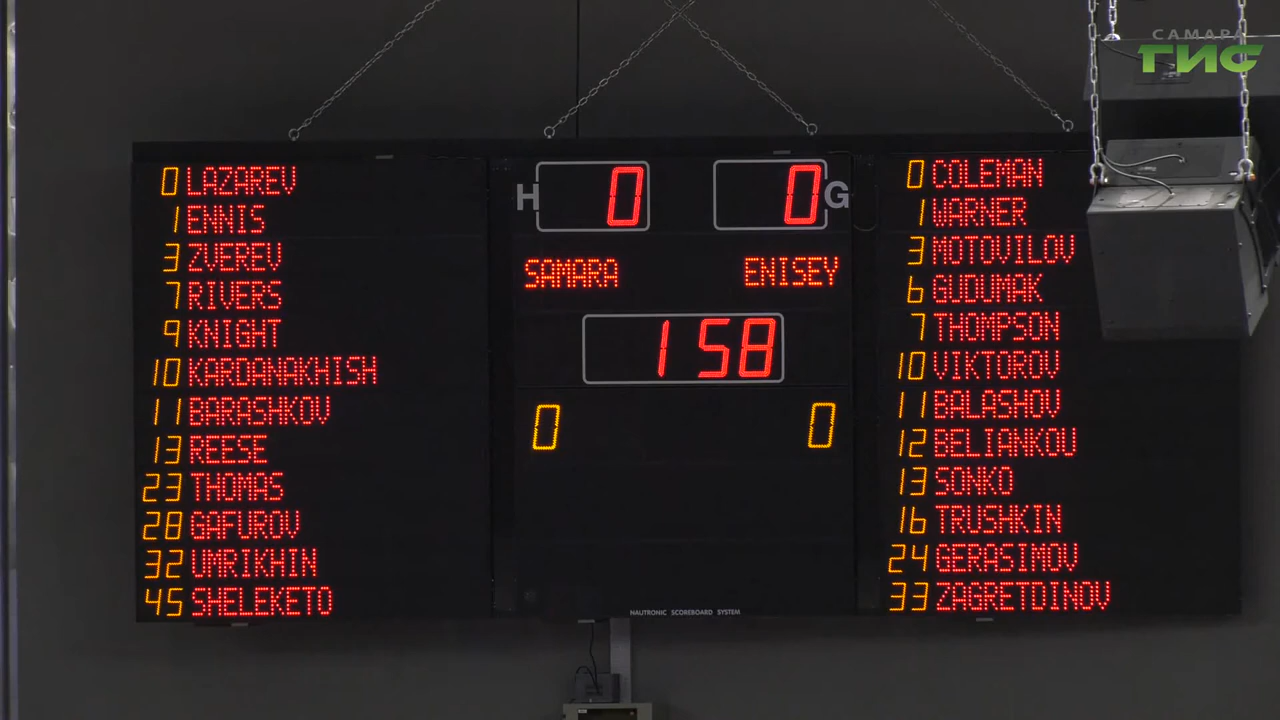 САМАРА
ГИС
0 LAZAREV
1 ENNIS
3 ZVEREV
7 RIVERS
9 KNIGHT
10 KARDANAKHISH
11 BARASHKOV
13 REESE
23 THOMAS
28 GAFUROV
32 UMRIKHIN
45 SHELEKETO
H 0 0 G
SAMARA ENISEY
1 58
0 0
NAUTRONIC SCOREBOARD SYSTEM
0 COLEMAN
1 WARNER
3 MOTOVILOV
6 GUDUMAK
7 THOMPSON
10 VIKTOROV
11 BALASHOV
12 BELIANKOU
13 SONKO
16 TRUSHKIN
24 GERASIMOV
33 ZAGRETDINOV